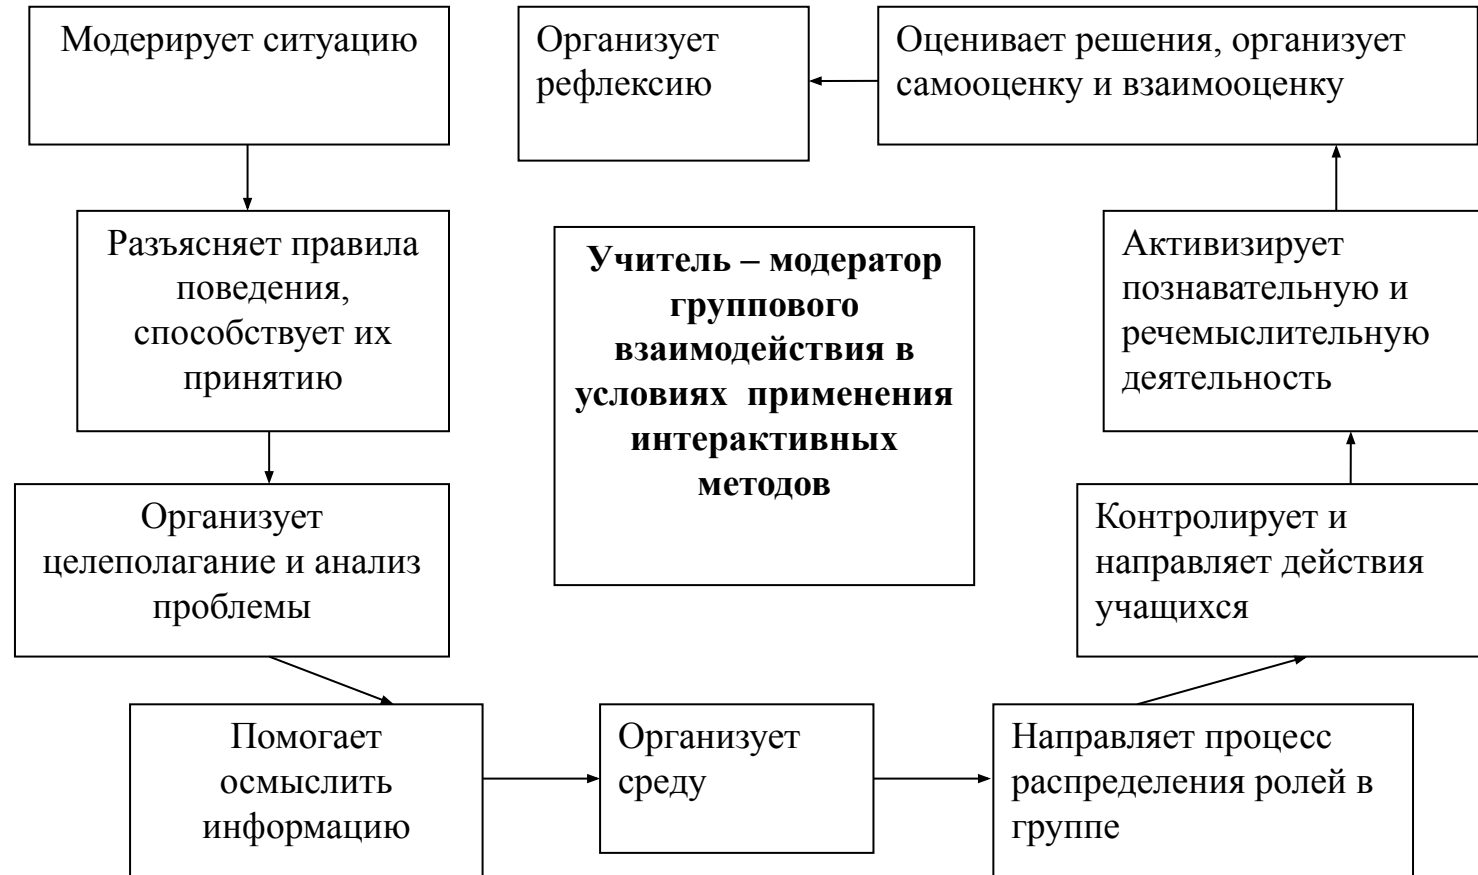 Модерирует ситуацию
Разъясняет правила
поведения,
способствует их
принятию
Организует
целеполагание и анализ
проблемы
Помогает
осмыслить
информацию
Организует
среду
Направляет процесс
распределения ролей в
группе
Контролирует и
направляет действия
учащихся
Активизирует
познавательную и
речемыслительную
деятельность
Оценивает решения, организует
самооценку и взаимооценку
Организует
рефлексию
Учитель – модератор
группового
взаимодействия в
условиях применения
интерактивных
методов